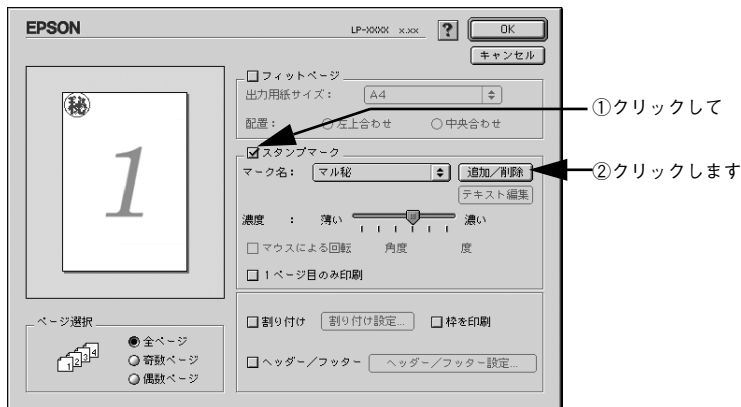 EPSON
LP-XXXX x.xx
?
OK
キャンセル
フィットページ
出力用紙サイズ： A4
配置： 左上合わせ 中央合わせ
①クリックして
スタンプマーク
マーク名： マル秘 追加／削除
②クリックします
テキスト編集
濃度 ： 薄い 濃い
マウスによる回転 角度 度
1ページ目のみ印刷
秘
1
ページ選択
1 2 3 4
全ページ
奇数ページ
偶数ページ
割り付け 割り付け設定... 枠を印刷
ヘッダー／フッター ヘッダー／フッター設定...